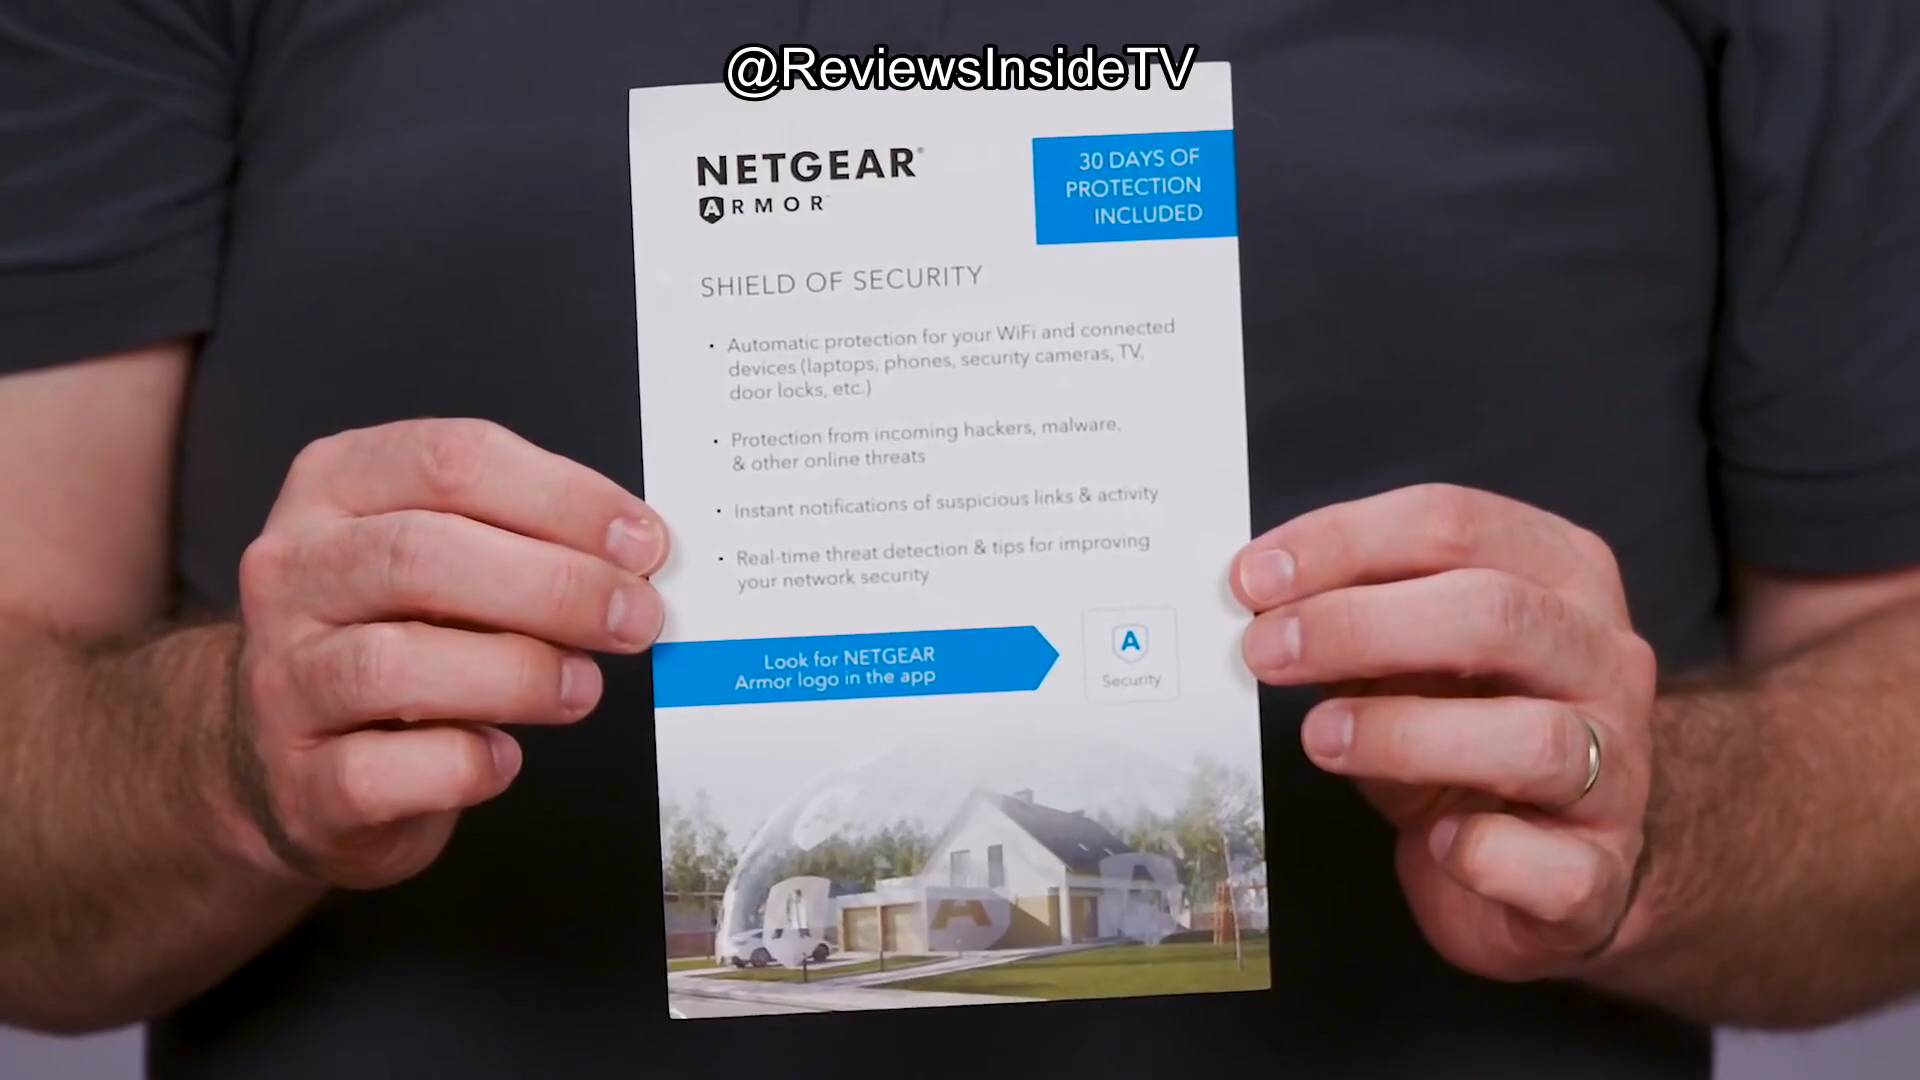 @ReviewsInsideTV
NETGEAR®
ARMOR™
30 DAYS OF
PROTECTION
INCLUDED
SHIELD OF SECURITY
• Automatic protection for your WiFi and connected
devices (laptops, phones, security cameras, TV,
door locks, etc.)
• Protection from incoming hackers, malware,
& other online threats
• Instant notifications of suspicious links & activity
• Real-time threat detection & tips for improving
your network security
Look for NETGEAR
Armor logo in the app
A
Security
A
A